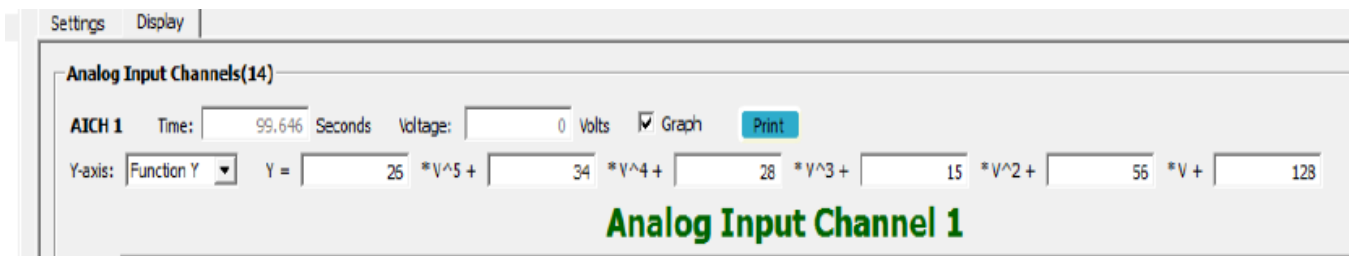 Settings Display
Analog Input Channels(14)
AICH 1 Time: 99.646 Seconds Voltage: 0 Volts Graph Print
Y-axis: Function Y Y = 26 *V^5 + 34 *V^4 + 28 *V^3 + 15 *V^2 + 56 *V + 128
Analog Input Channel 1